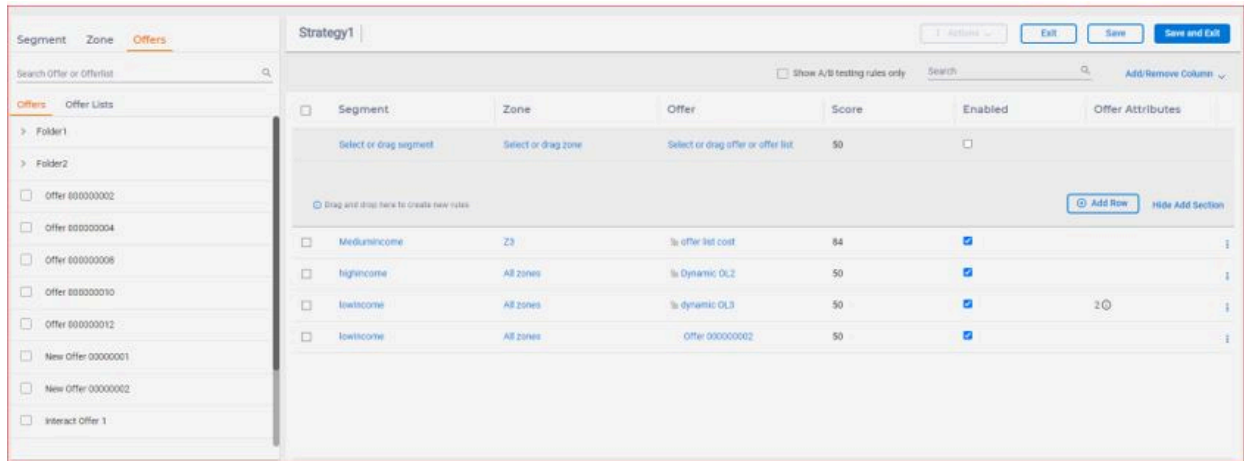 Segment Zone Offers
Search Offer or Offerlist
Offers Offer Lists
Folder1
Folder2
Offer 000000002
Offer 000000004
Offer 000000008
Offer 000000010
Offer 000000012
New Offer 00000001
New Offer 00000002
Interact Offer 1
Strategy1
Actions Exit Save Save and Exit
Show A/B testing rules only Search Add/Remove Column
Segment Zone Offer Score Enabled Offer Attributes
Select or drag segment Select or drag zone Select or drag offer or offer list 50
Drag and drop here to create new rules Add Row Hide Add Section
Mediumincome Z3 offer list cost 84
highincome All zones Dynamic OL2 50
lowincome All zones dynamic OL3 50 2
lowincome All zones Offer 000000002 50